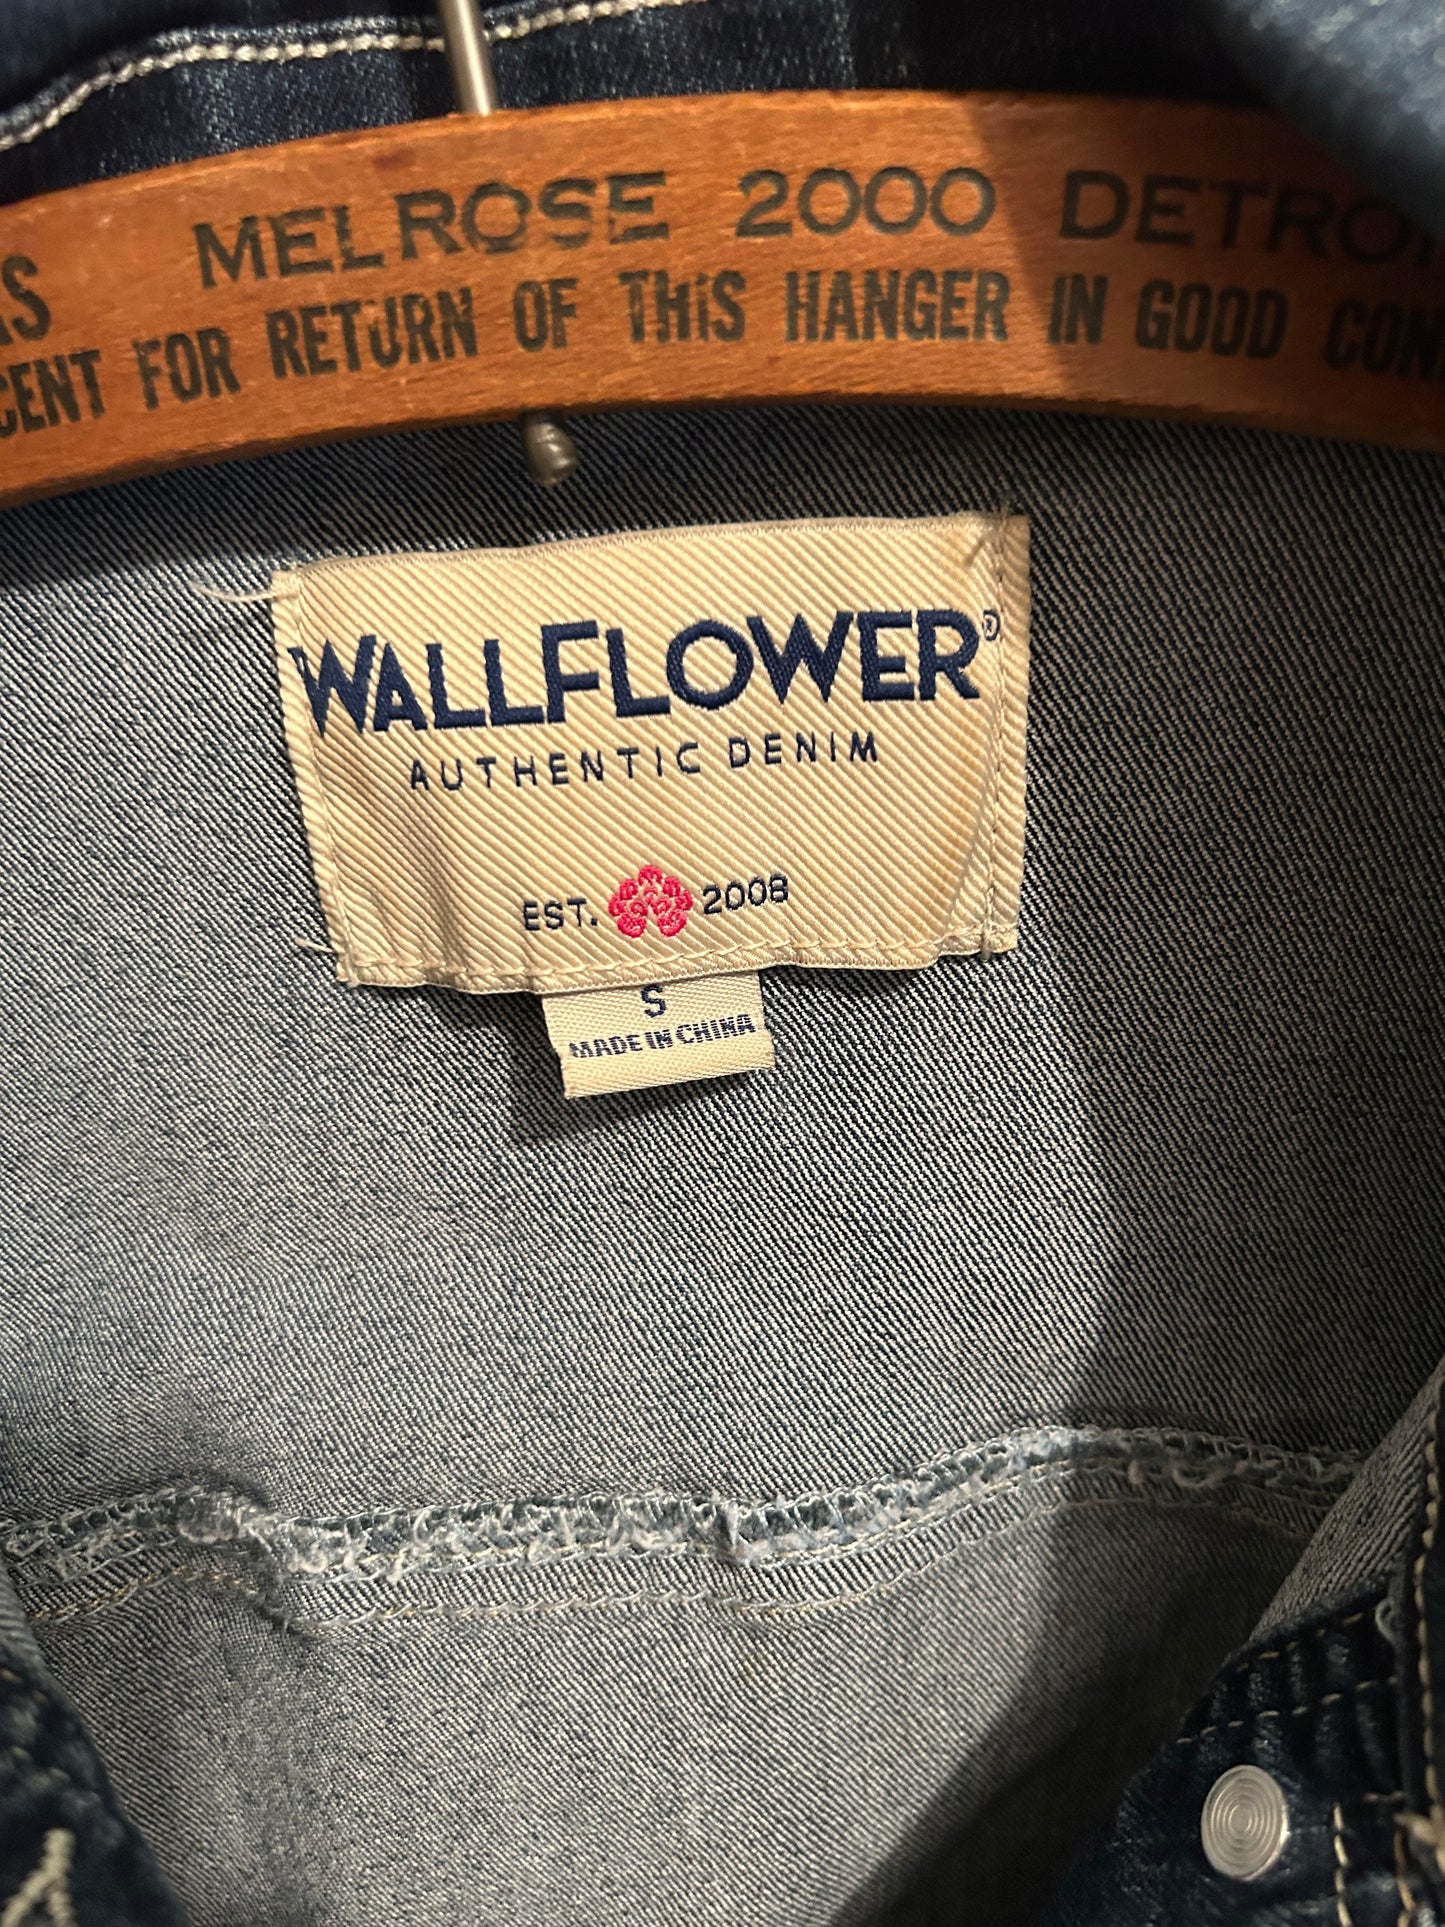 MELROSE 2000 DETRO
CENT FOR RETURN OF THIS HANGER IN GOOD CON
WALLFLOWER®
AUTHENTIC DENIM
EST. 2008
S
MADE IN CHINA